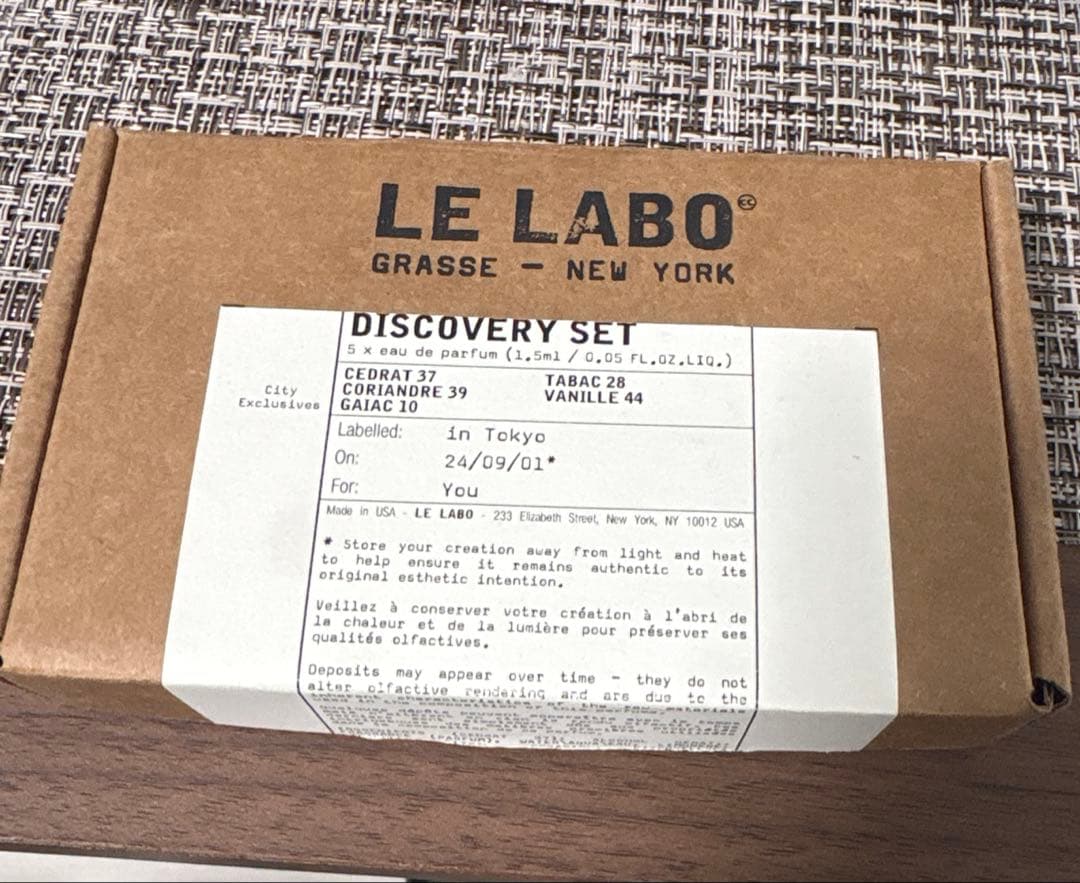 LE LABO
GRASSE - NEW YORK
DISCOVERY SET
5 x eau de parfum (1.5ml / 0.05 FL.OZ.LIQ.)
City
Exclusives
CEDRAT 37
CORIANDRE 39
GAIAC 10
TABAC 28
VANILLE 44
Labelled: in Tokyo
On: 24/09/01*
For: You
Made in USA - LE LABO - 233 Elizabeth Street, New York, NY 10012 USA
* Store your creation away from light and heat
to help ensure it remains authentic to its
original esthetic intention.
Veillez à conserver votre création à l'abri de
la chaleur et de la lumière pour préserver ses
qualités olfactives.
Deposits may appear over time - they do not
alter olfactive rendering and are due to the